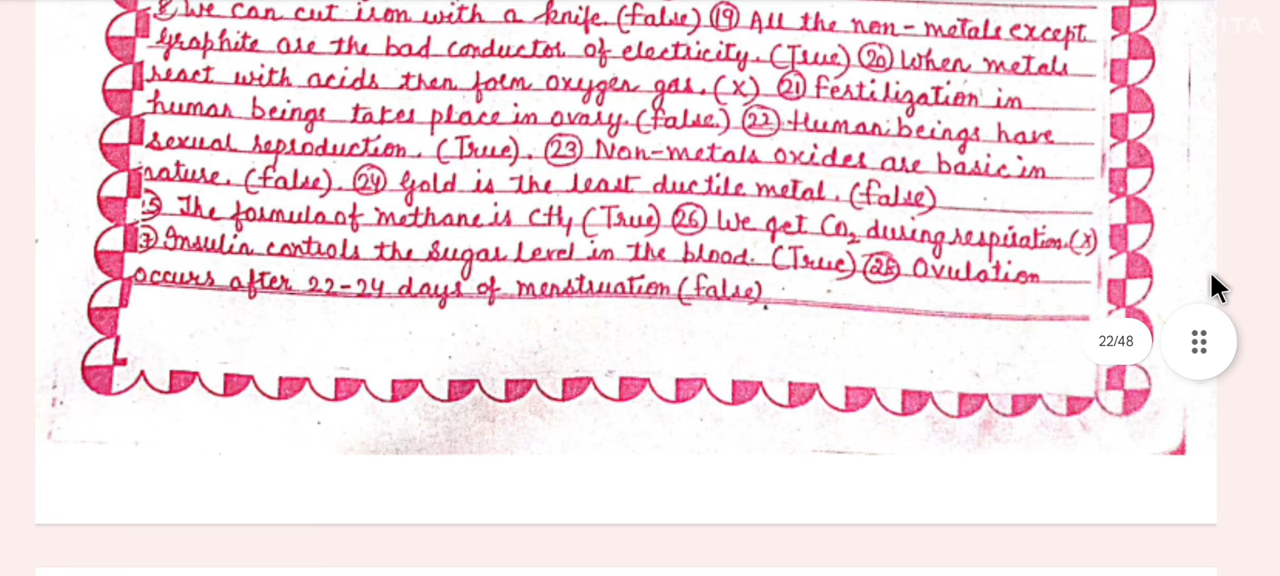 8 We can cut iron with a knife. (false) 19 All the non-metals except
graphite are the bad conductor of electricity. (True) 20 When metals
react with acids then form oxygen gas. (X) 21 Fertilization in
human beings takes place in ovary. (false.) 22 Human beings have
sexual reproduction. (True). 23 Non-metals oxides are basic in
nature. (false). 24 Gold is the least ductile metal. (false)
5 The formula of methane is CH4 (True) 26 We get CO2 during respiration. (X)
7 Insulin controls the sugar level in the blood. (True) 28 Ovulation
occurs after 22-24 days of menstruation (false).
22/48